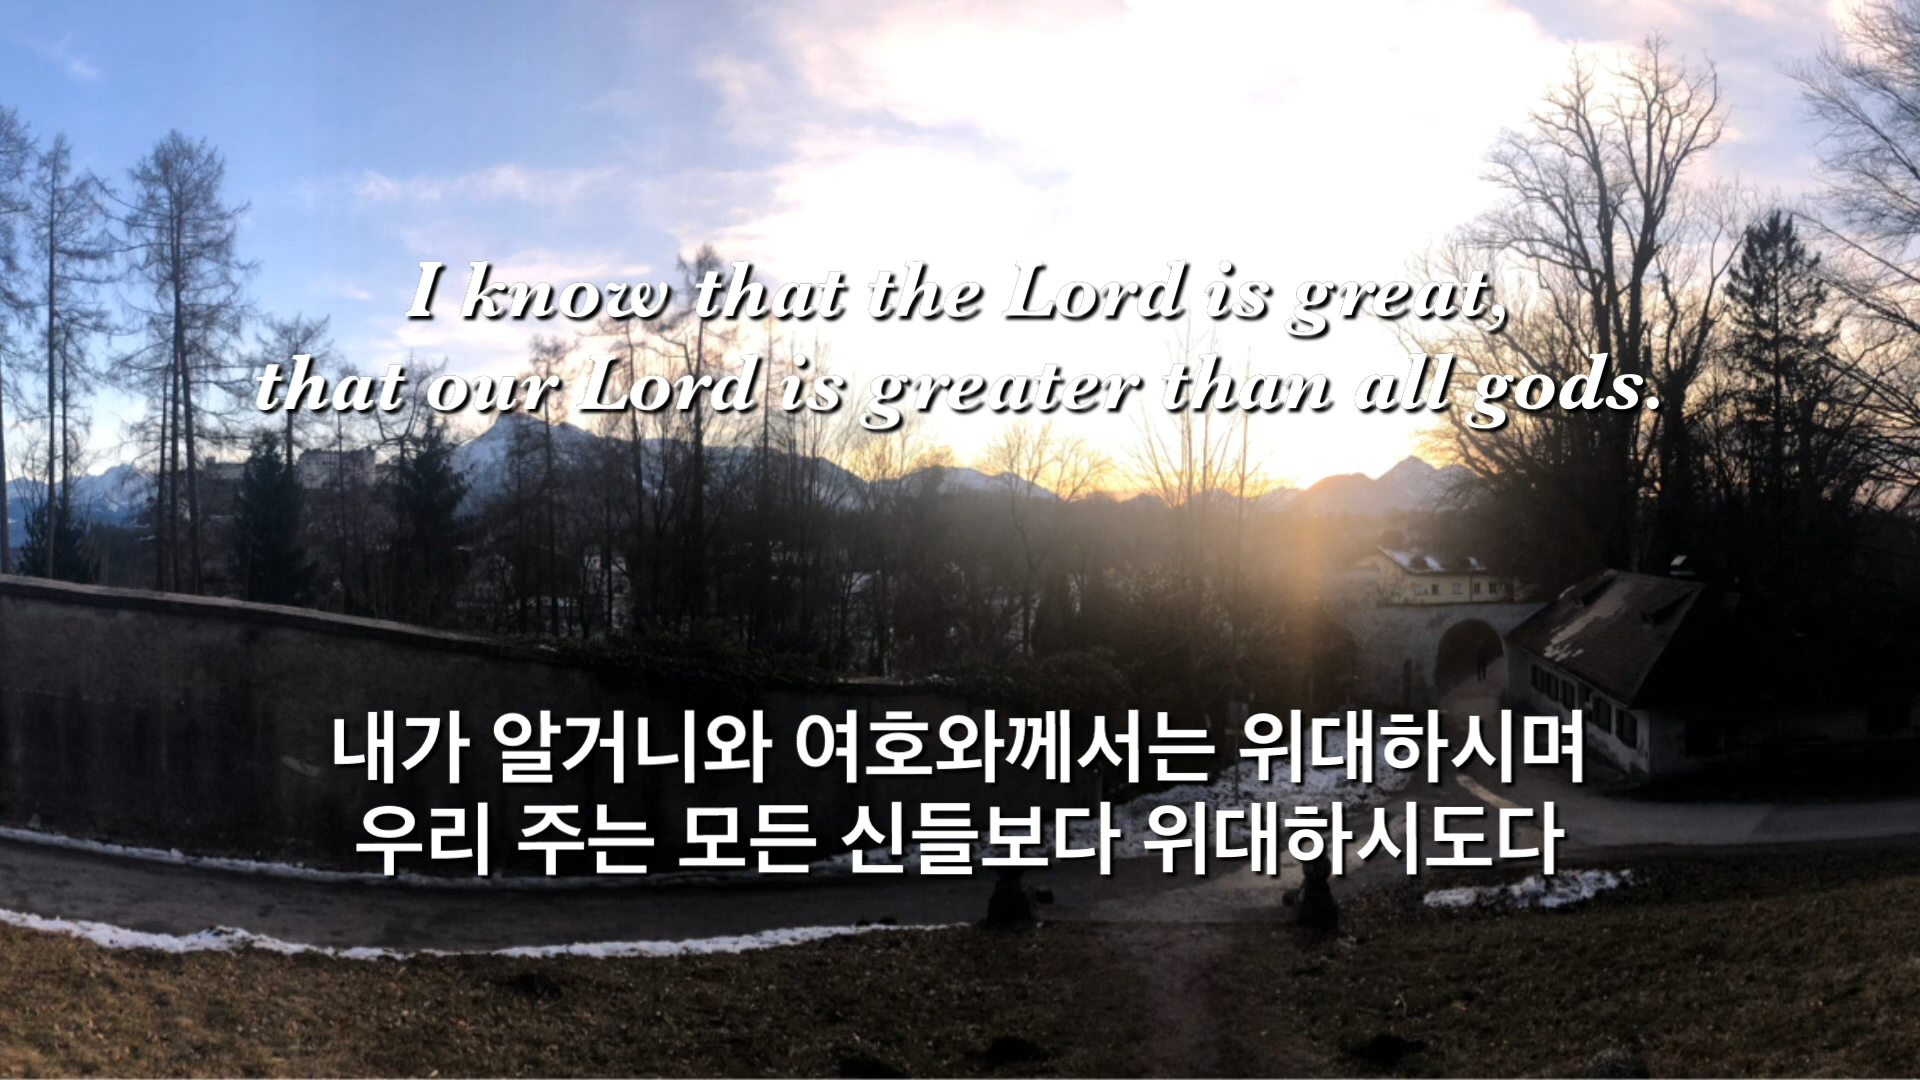 I know that the Lord is great,
that our Lord is greater than all gods.
내가 알거니와 여호와께서는 위대하시며
우리 주는 모든 신들보다 위대하시도다